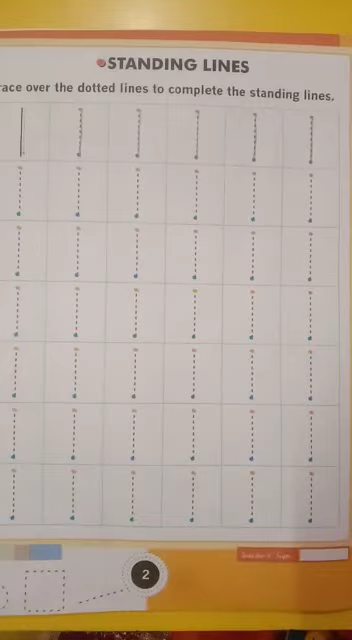 STANDING LINES
race over the dotted lines to complete the standing lines.
2